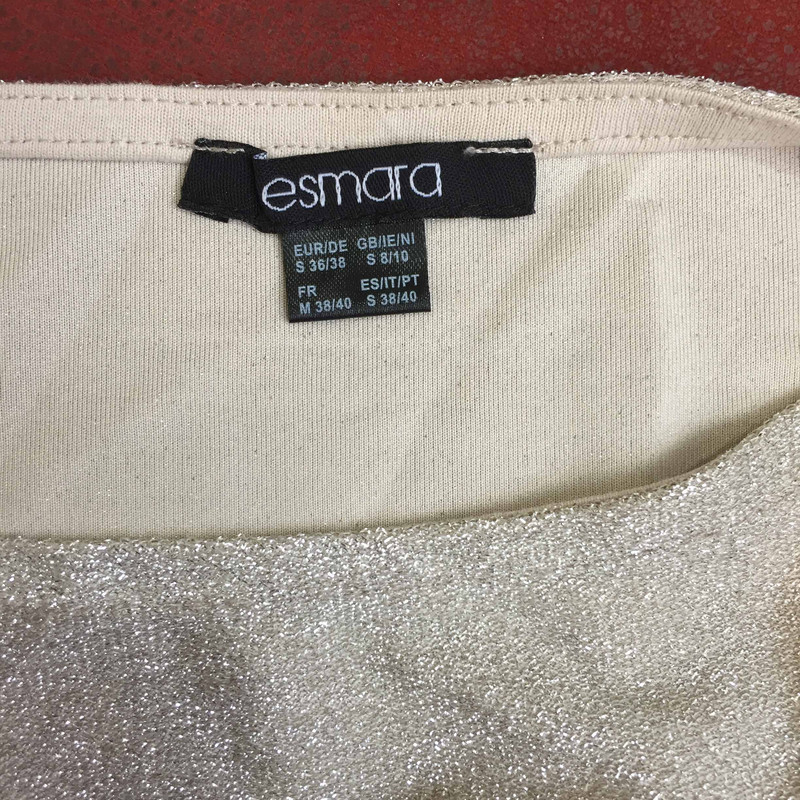 esmara
EUR/DE GB/IE/NI
S 36/38 S 8/10
FR ES/IT/PT
M 38/40 S 38/40